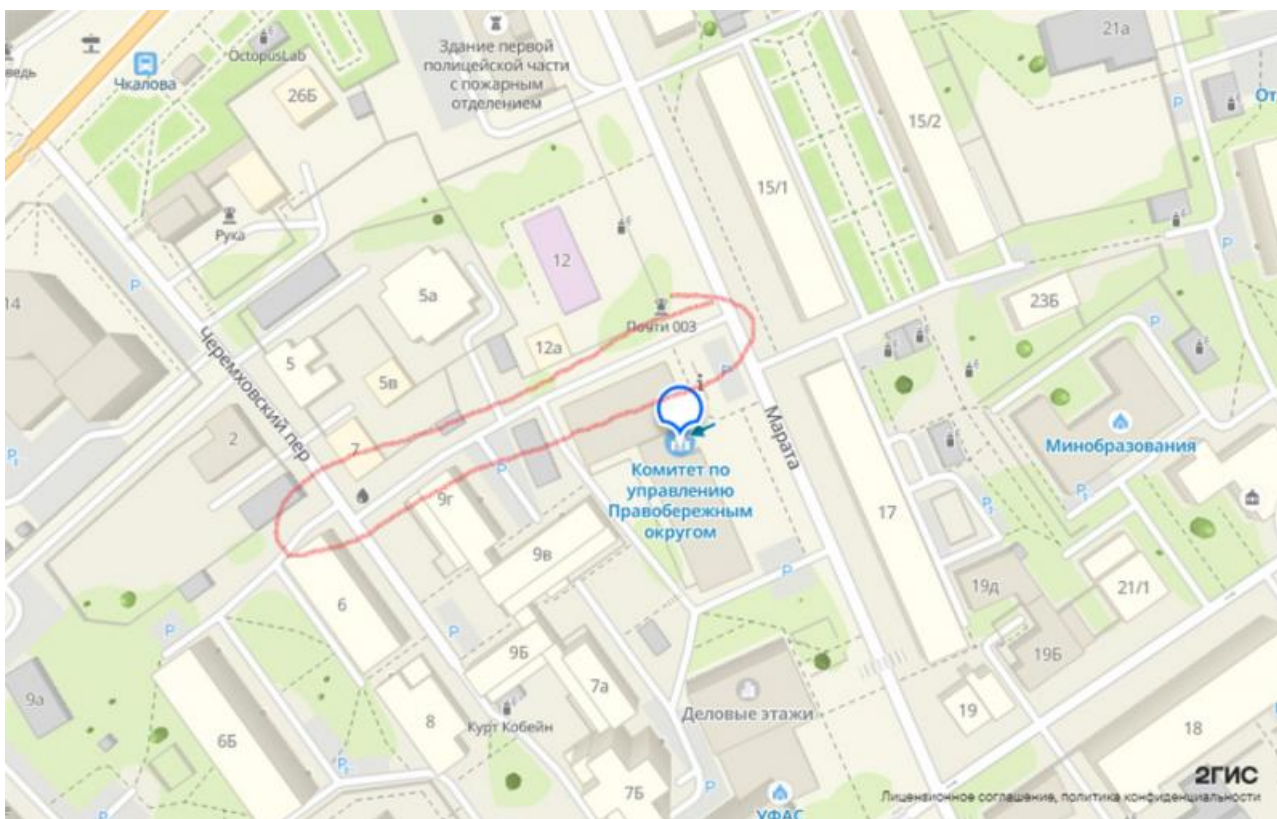 21а
OctopusLab
Здание первой
полицейской части
с пожарным
отделением
ведь
Чкалова
26Б
От
P
15/2
15/1
Рука
P
12
P
5а
14
23Б
Почти 003
P
12а
Черемховский пер
5
5в
P
Марата
2
7
Минобразования
P
P
Комитет по
управлению
Правобережным
округом
9г
P
17
9в
P
6
19д
21/1
P
P
9Б
19Б
9а
7а
Деловые этажи
19
8
Курт Кобейн
6Б
18
P
7Б
P
2ГИС
Лицензионное соглашение, политика конфиденциальности
УФАС